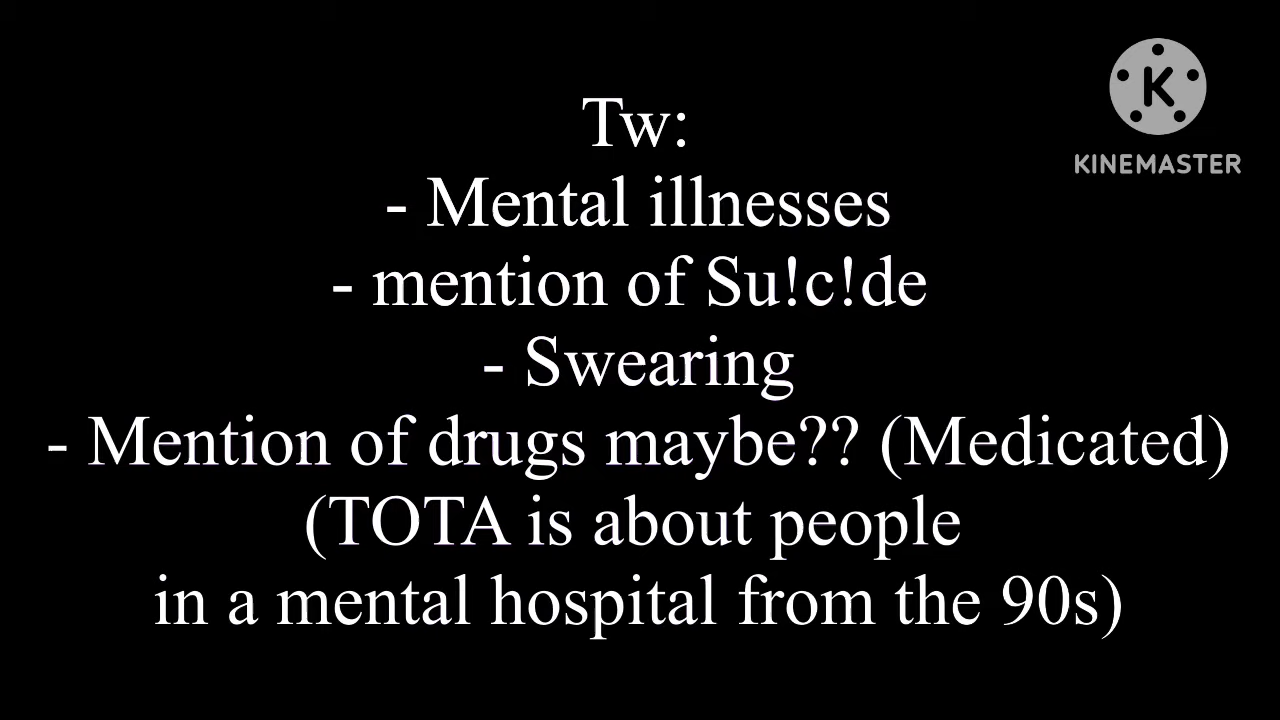 K
KINEMASTER
Tw:
- Mental illnesses
- mention of Su!c!de
- Swearing
- Mention of drugs maybe?? (Medicated)
(TOTA is about people
in a mental hospital from the 90s)